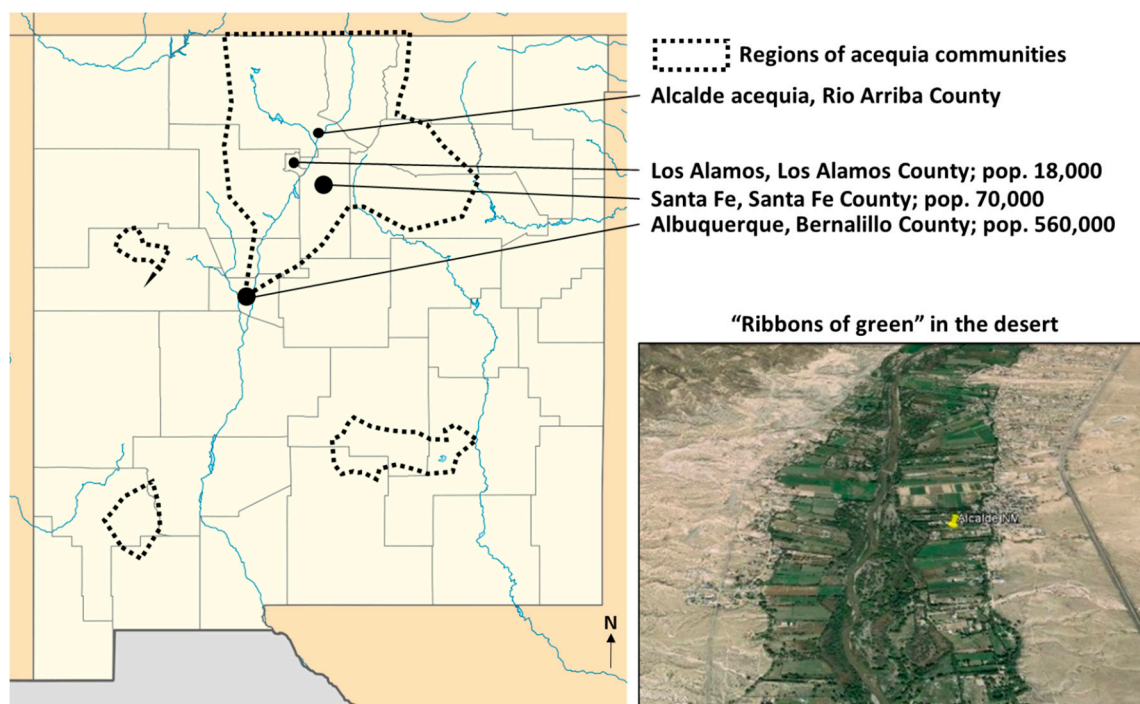 Regions of acequia communities
Alcalde acequia, Rio Arriba County
Los Alamos, Los Alamos County; pop. 18,000
Santa Fe, Santa Fe County; pop. 70,000
Albuquerque, Bernalillo County; pop. 560,000
“Ribbons of green” in the desert
Alcalde NM
N